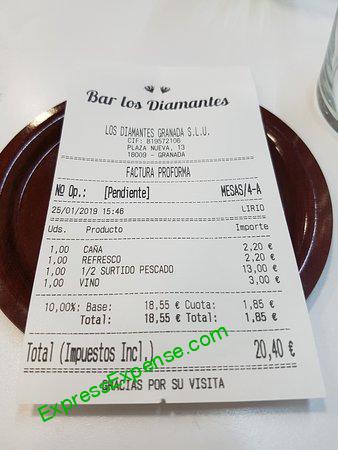 Bar los Diamantes
LOS DIAMANTES GRANADA S.L.U.
CIF: B19572106
PLAZA NUEVA, 13
18009 - GRANADA
FACTURA PROFORMA
Nº Op.: [Pendiente] MESAS/4-A
25/01/2019 15:46 LIRIO
Uds. Producto Importe
1,00 CAÑA 2,20 €
1,00 REFRESCO 2,20 €
1,00 1/2 SURTIDO PESCADO 13,00 €
1,00 VINO 3,00 €
10,00% Base: 18,55 € Cuota: 1,85 €
Total: 18,55 € Total: 1,85 €
Total (Impuestos Incl.) 20,40 €
GRACIAS POR SU VISITA
ExpressExpense.com